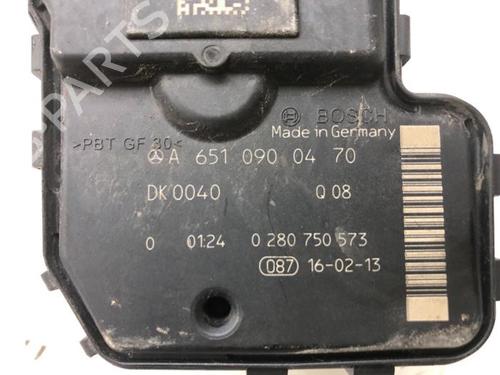 PARTS
BOSCH
Made in Germany
>PBT GF 30<
A 651 090 04 70
DK0040 Q 08
0 01:24 0 280 750 573
087 16-02-13